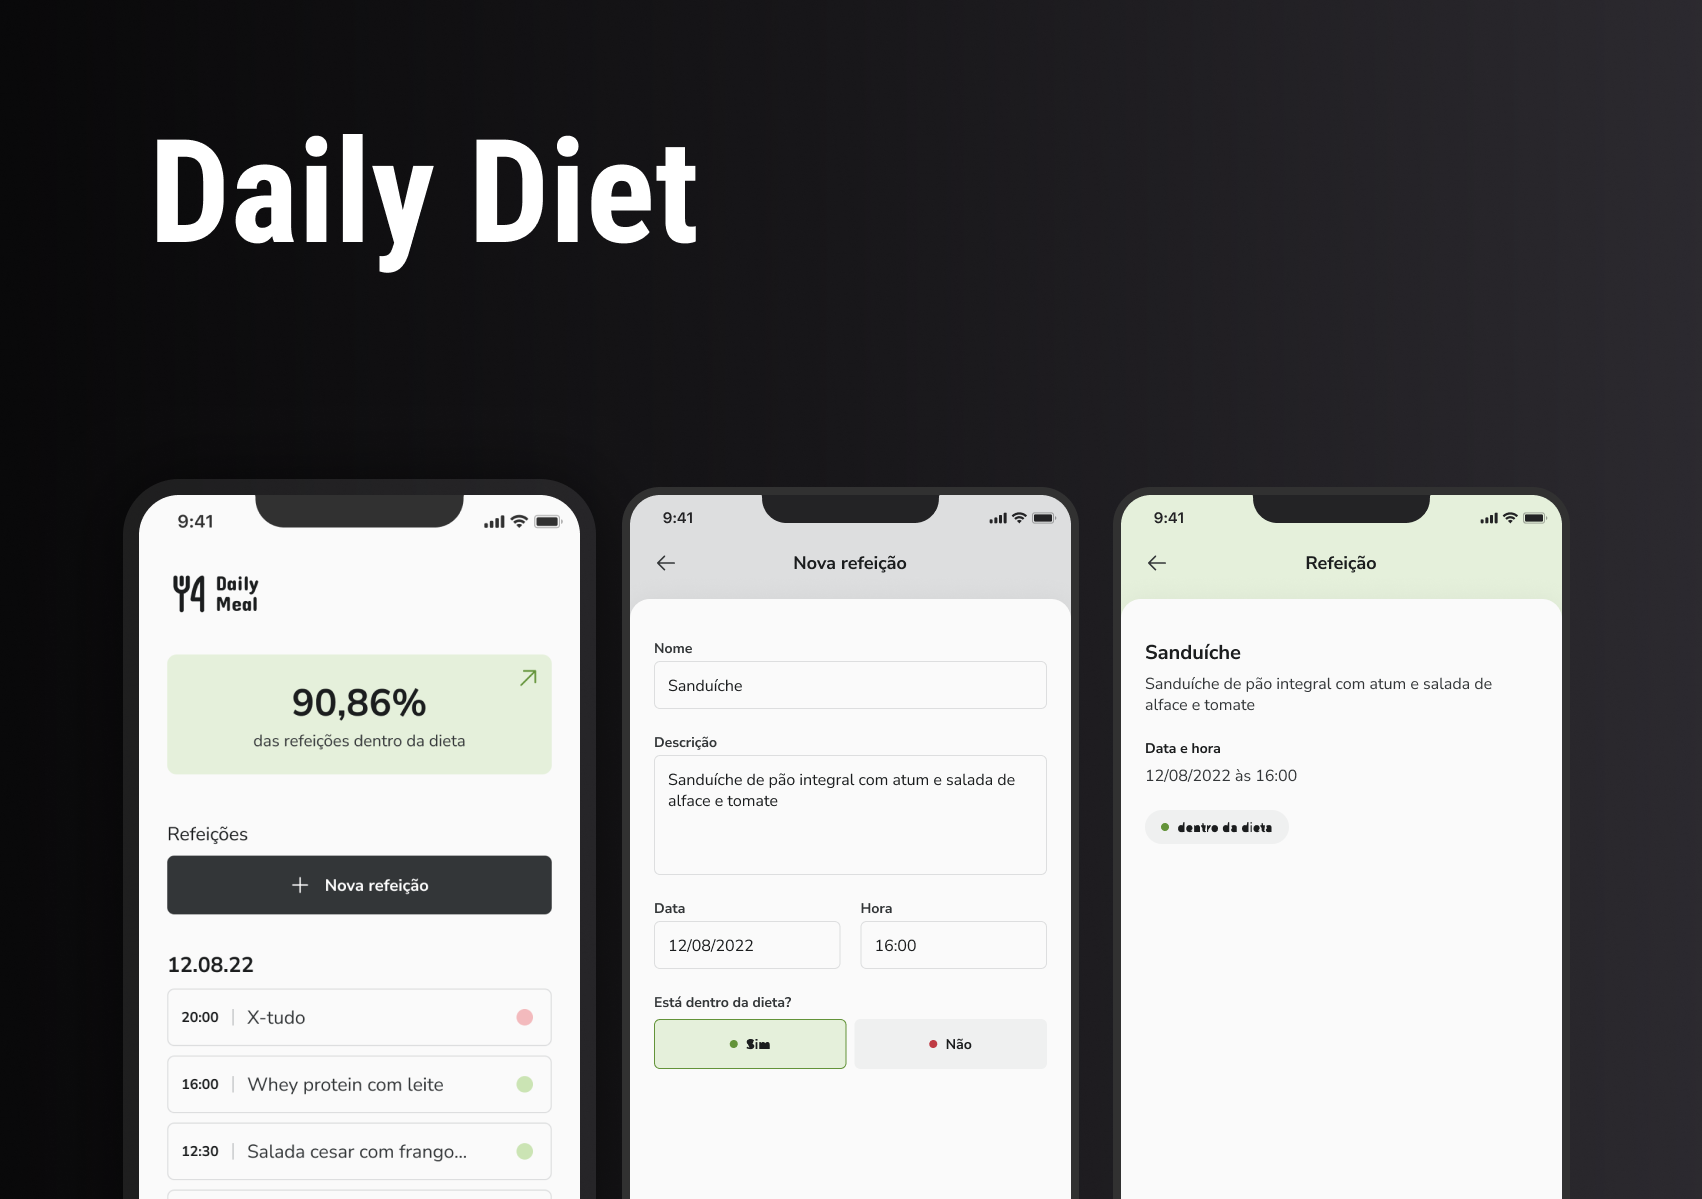 Daily Diet
9:41
Daily
Meal
90,86%
das refeições dentro da dieta
Refeições
Nova refeição
12.08.22
20:00 X-tudo
16:00 Whey protein com leite
12:30 Salada cesar com frango...
9:41
Nova refeição
Nome
Sanduíche
Descrição
Sanduíche de pão integral com atum e salada de
alface e tomate
Data Hora
12/08/2022 16:00
Está dentro da dieta?
Sim Não
9:41
Refeição
Sanduíche
Sanduíche de pão integral com atum e salada de
alface e tomate
Data e hora
12/08/2022 às 16:00
dentro da dieta